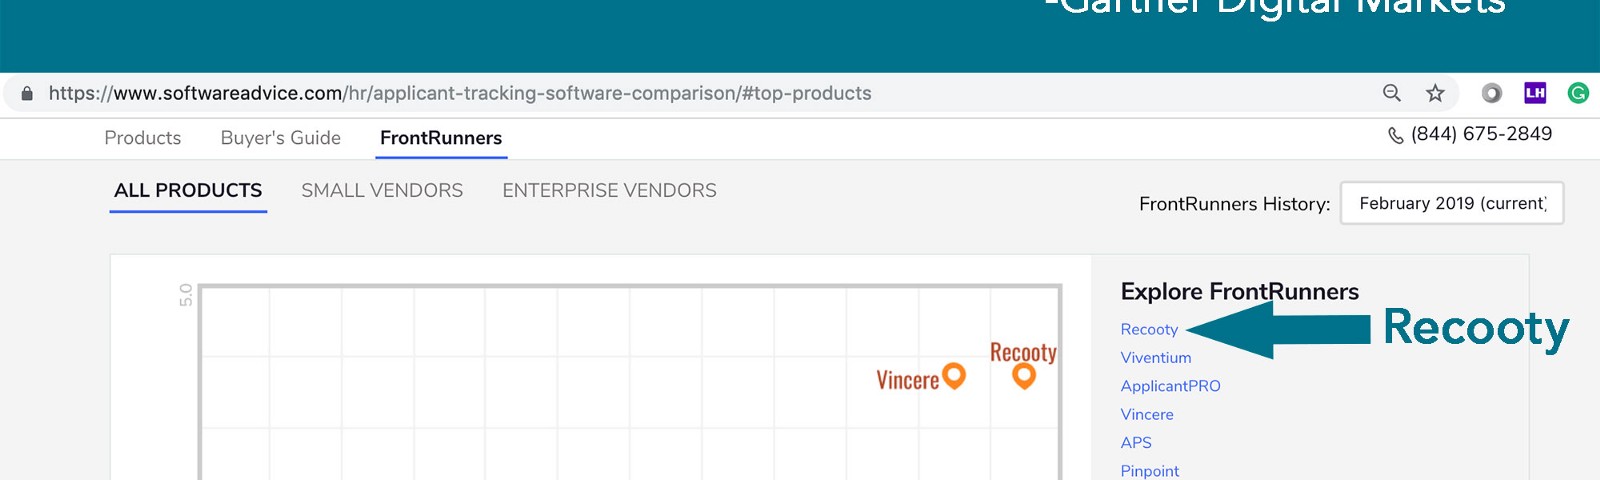 -Gartner Digital Markets
https://www.softwareadvice.com/hr/applicant-tracking-software-comparison/#top-products
LH
G
Products Buyer's Guide FrontRunners
(844) 675-2849
ALL PRODUCTS SMALL VENDORS ENTERPRISE VENDORS
FrontRunners History: February 2019 (current)
5.0
Vincere
Recooty
Explore FrontRunners
Recooty
Recooty
Viventium
ApplicantPRO
Vincere
APS
Pinpoint